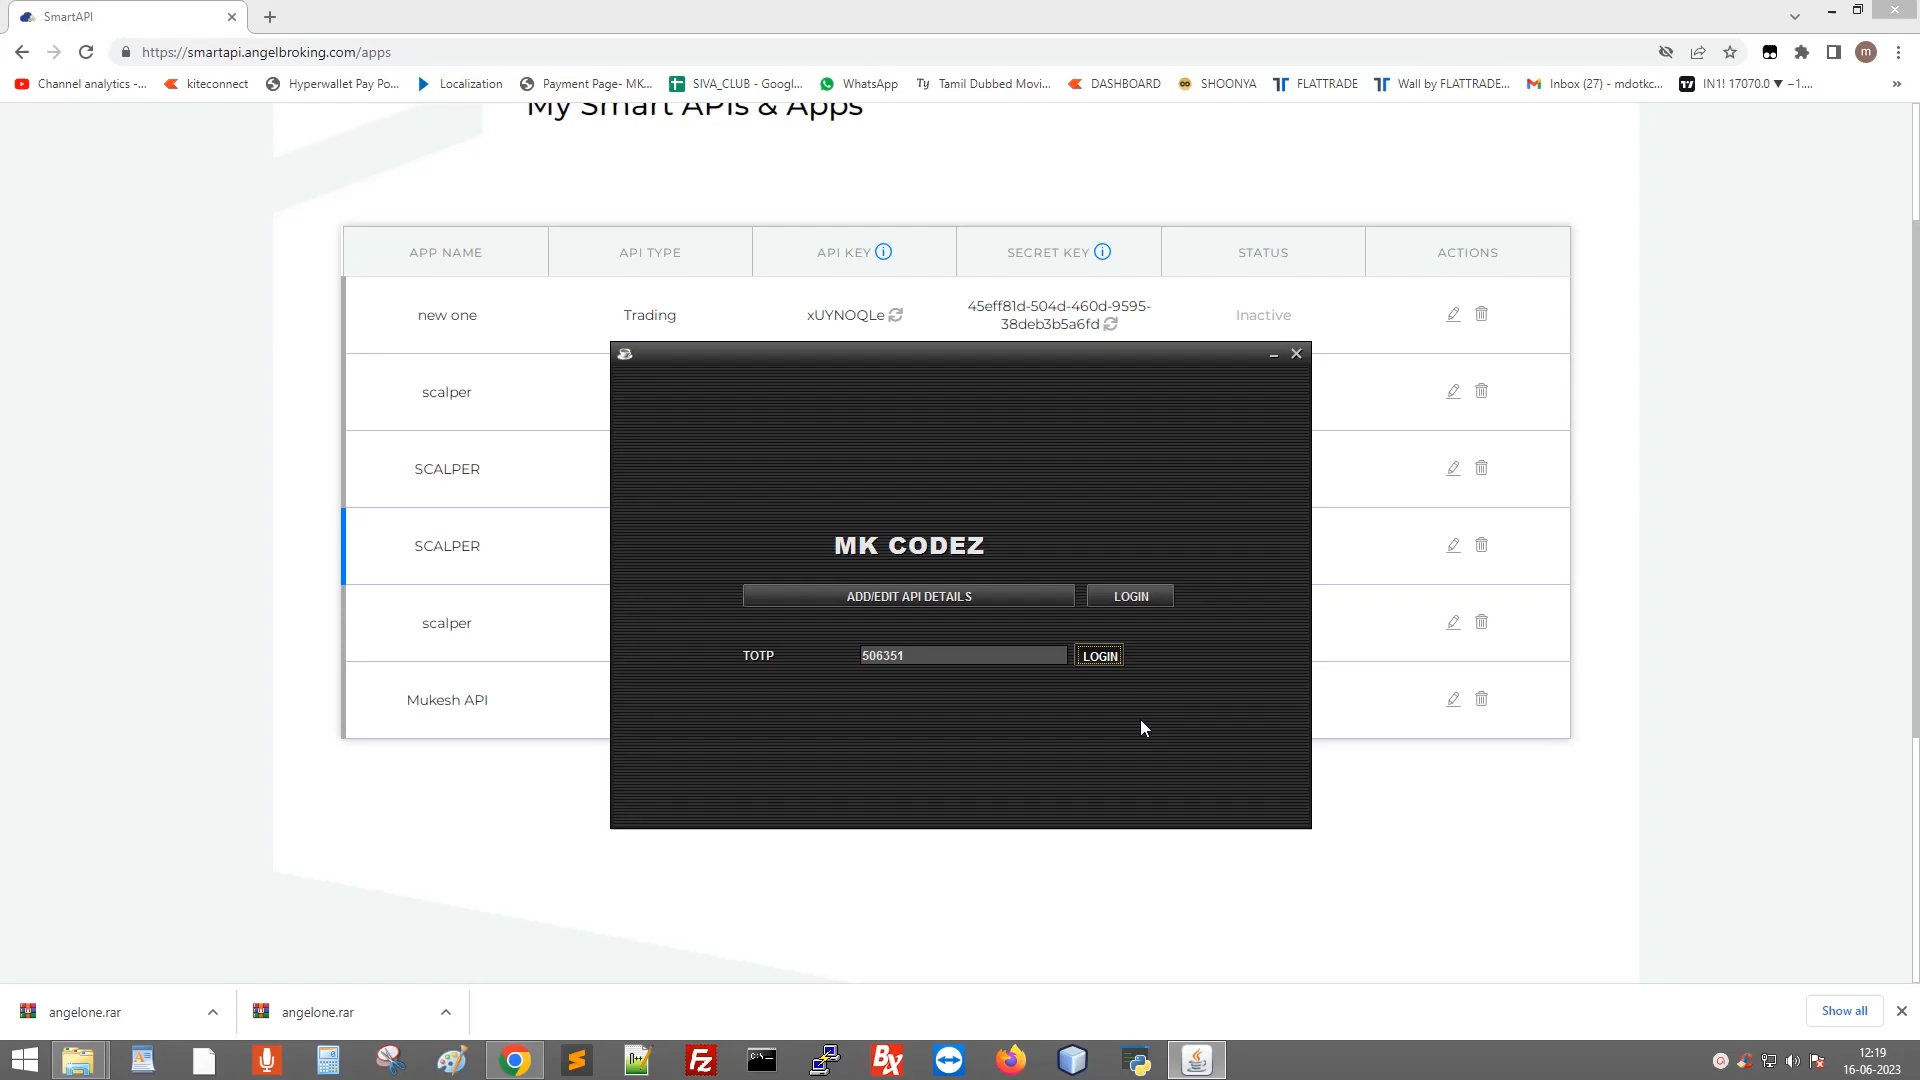 SmartAPI
https://smartapi.angelbroking.com/apps
m
Channel analytics -... kiteconnect Hyperwallet Pay Po... Localization Payment Page- MK... SIVA_CLUB - Googl... WhatsApp Ty Tamil Dubbed Movi... DASHBOARD SHOONYA FLATTRADE Wall by FLATTRADE... Inbox (27) - mdotkc... IN1! 17070.0 ▼ −1.... »
My Smart APIs & Apps
APP NAME API TYPE API KEY SECRET KEY STATUS ACTIONS
new one Trading xUYNOQLe 45eff81d-504d-460d-9595-
38deb3b5a6fd Inactive
scalper
SCALPER
SCALPER
scalper
Mukesh API
MK CODEZ
ADD/EDIT API DETAILS LOGIN
TOTP 506351 LOGIN
angelone.rar angelone.rar Show all
12:19
16-06-2023